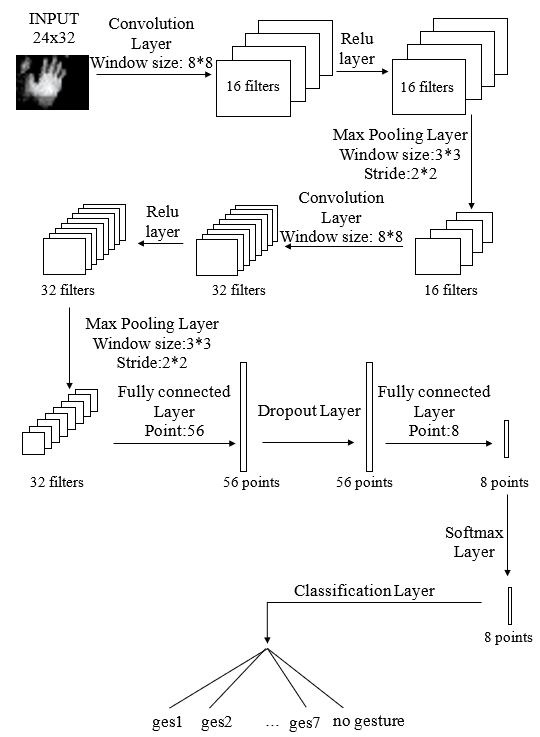 INPUT
24x32
Convolution
Layer
Window size: 8*8
16 filters
Relu
layer
16 filters
Max Pooling Layer
Window size:3*3
Stride:2*2
16 filters
Convolution
Layer
Window size: 8*8
32 filters
Relu
layer
32 filters
Max Pooling Layer
Window size:3*3
Stride:2*2
32 filters
Fully connected
Layer
Point:56
56 points
Dropout Layer
56 points
Fully connected
Layer
Point:8
8 points
Softmax
Layer
8 points
Classification Layer
ges1 ges2 ... ges7 no gesture